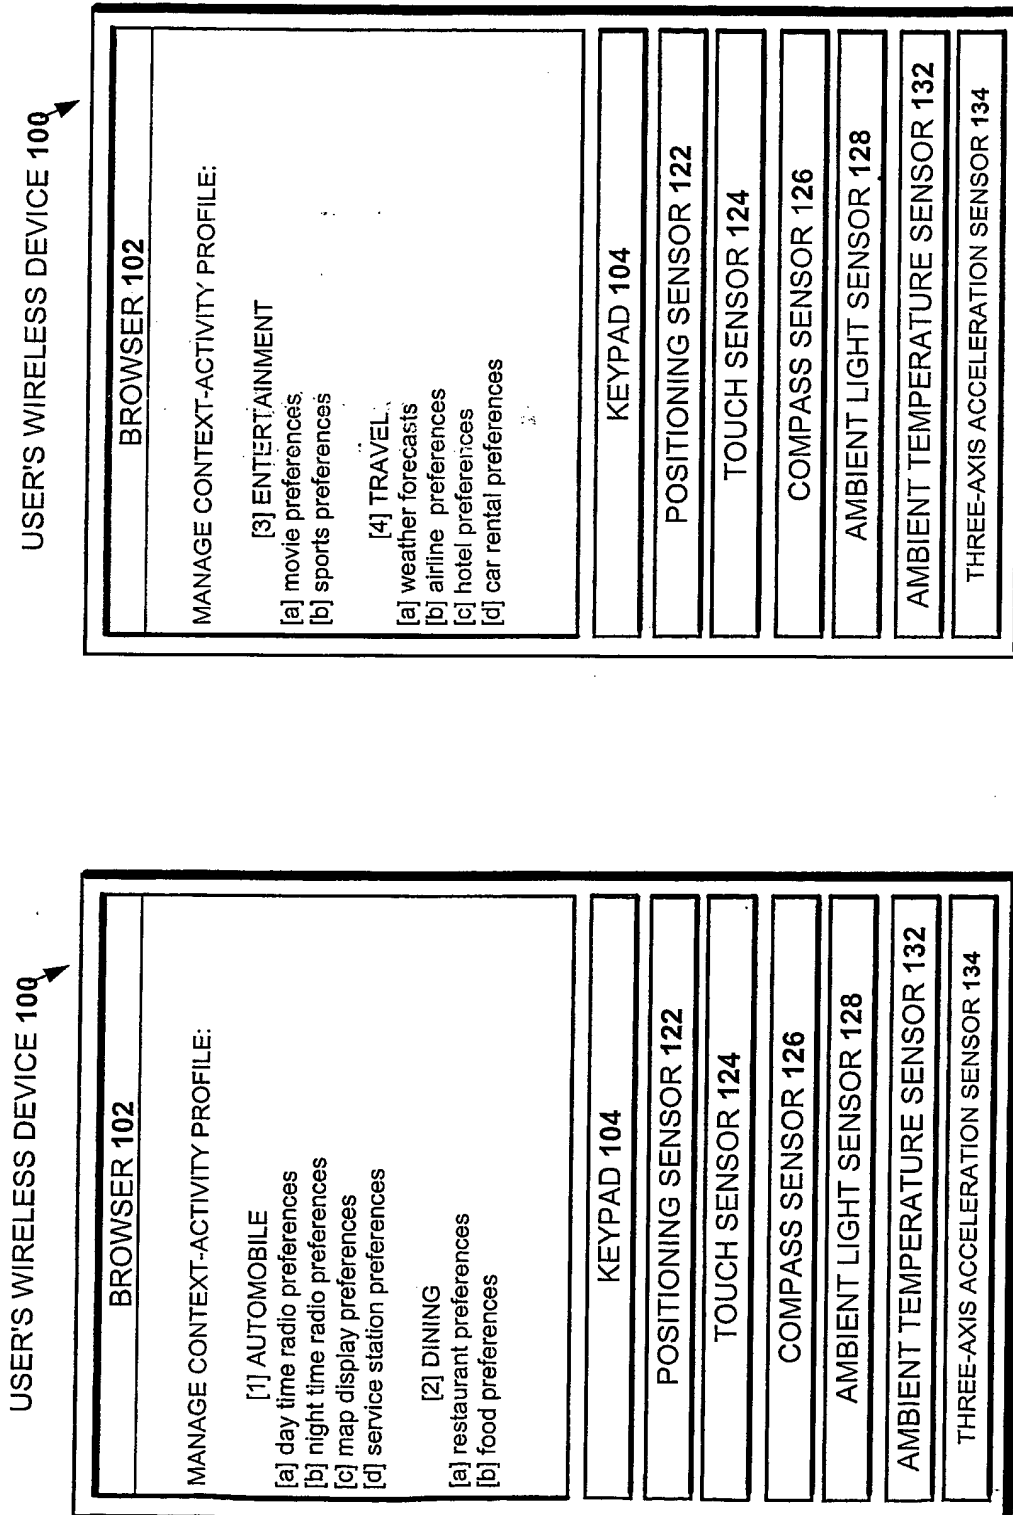 USER'S WIRELESS DEVICE 100
BROWSER 102
MANAGE CONTEXT-ACTIVITY PROFILE:
[1] AUTOMOBILE
[a] day time radio preferences
[b] night time radio preferences
[c] map display preferences
[d] service station preferences
[2] DINING
[a] restaurant preferences
[b] food preferences
KEYPAD 104
POSITIONING SENSOR 122
TOUCH SENSOR 124
COMPASS SENSOR 126
AMBIENT LIGHT SENSOR 128
AMBIENT TEMPERATURE SENSOR 132
THREE-AXIS ACCELERATION SENSOR 134
USER'S WIRELESS DEVICE 100
BROWSER 102
MANAGE CONTEXT-ACTIVITY PROFILE:
[3] ENTERTAINMENT
[a] movie preferences
[b] sports preferences
[4] TRAVEL
[a] weather forecasts
[b] airline preferences
[c] hotel preferences
[d] car rental preferences
KEYPAD 104
POSITIONING SENSOR 122
TOUCH SENSOR 124
COMPASS SENSOR 126
AMBIENT LIGHT SENSOR 128
AMBIENT TEMPERATURE SENSOR 132
THREE-AXIS ACCELERATION SENSOR 134